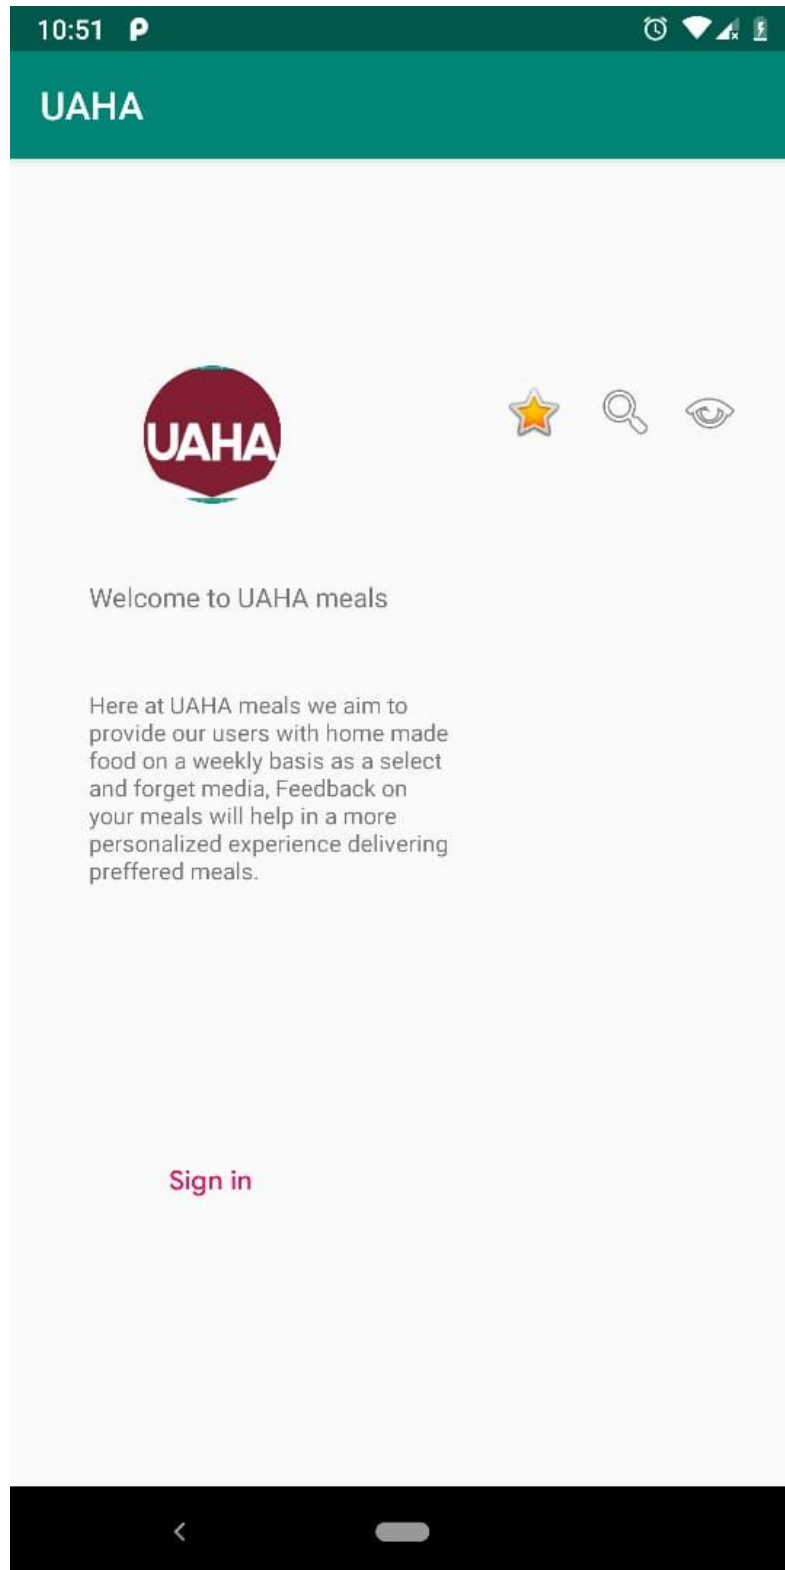 10:51
UAHA
UAHA
Welcome to UAHA meals
Here at UAHA meals we aim to
provide our users with home made
food on a weekly basis as a select
and forget media, Feedback on
your meals will help in a more
personalized experience delivering
preffered meals.
Sign in